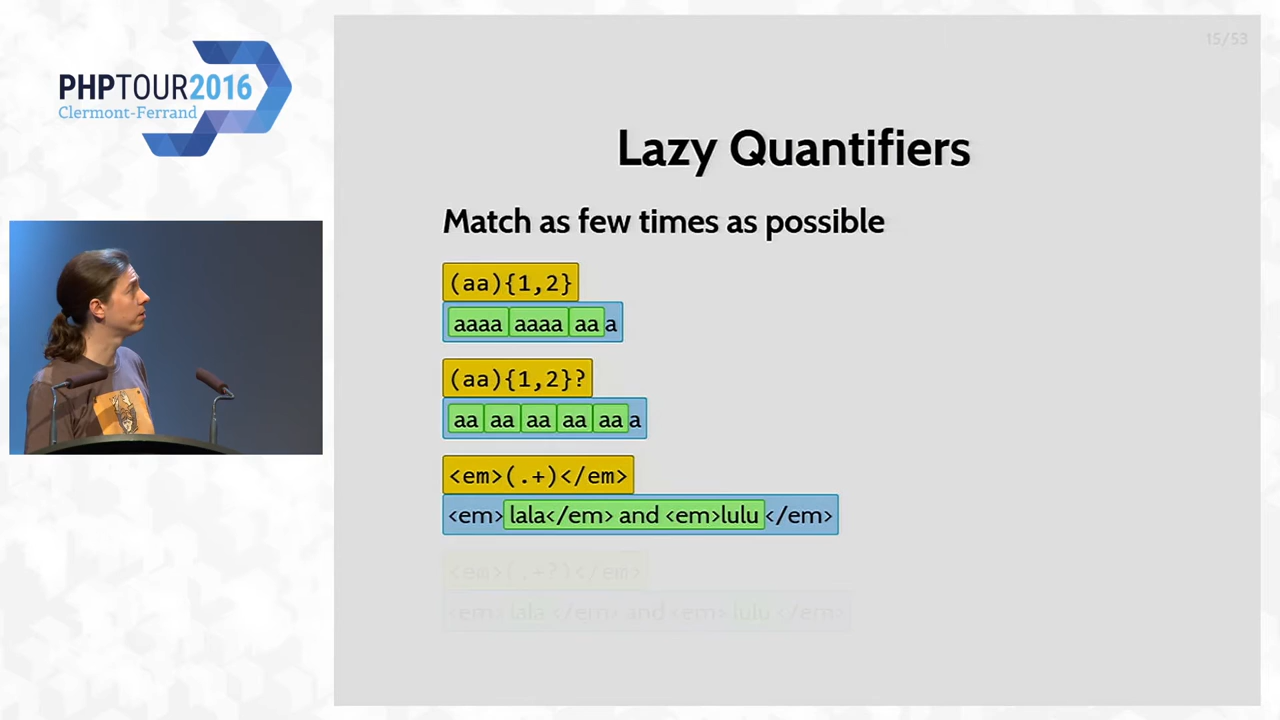 PHPTOUR2016
Clermont-Ferrand
15/53
Lazy Quantifiers
Match as few times as possible
(aa){1,2}
aaaa aaaa aa a
(aa){1,2}?
aa aa aa aa aa a
<em>(.+)</em>
<em>lala</em> and <em>lulu</em>
<em>(.+?)</em>
<em> lala </em> and <em> lulu </em>